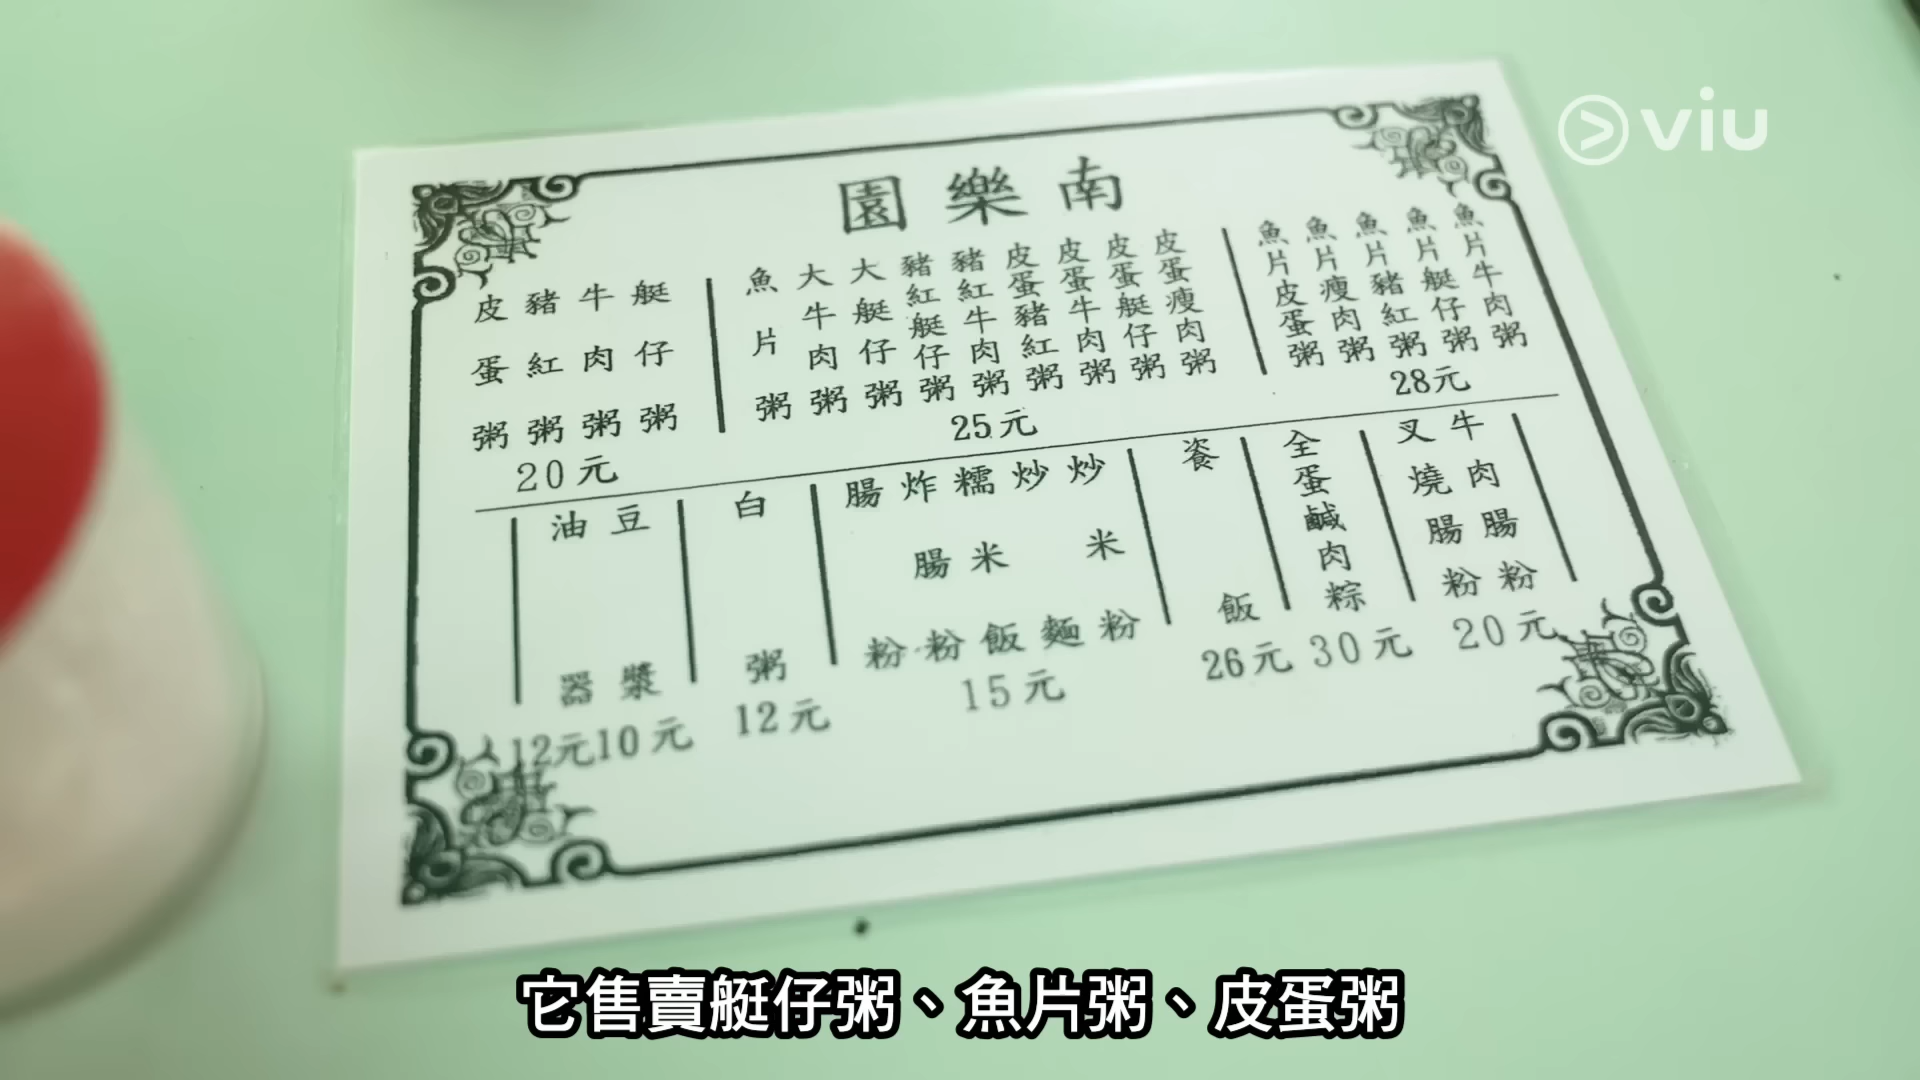 viu
南樂園
魚片牛肉粥
魚片艇仔粥
魚片豬紅粥
魚片瘦肉粥
魚片皮蛋粥
28元
皮蛋瘦肉粥
皮蛋艇仔粥
皮蛋牛肉粥
皮蛋豬紅粥
豬紅牛肉粥
豬紅艇仔粥
大艇仔粥
大牛肉粥
魚片粥
25元
艇仔粥
牛肉粥
豬紅粥
皮蛋粥
20元
牛肉腸粉
叉燒腸粉
20元
全蛋鹹肉粽
30元
餈飯
26元
炒米粉
炒麵
糯米飯
炸腸粉
腸粉
15元
白粥
12元
豆漿
10元
油器
12元
它售賣艇仔粥、魚片粥、皮蛋粥